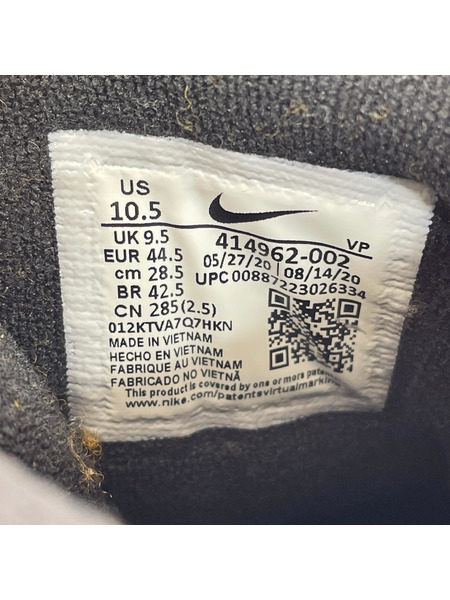 US
10.5
UK 9.5
EUR 44.5
cm 28.5
BR 42.5
CN 285(2.5)
414962-002 VP
05/27/20 08/14/20
UPC 00887223026334
012KTVA7Q7HKN
MADE IN VIETNAM
HECHO EN VIETNAM
FABRIQUE AU VIETNAM
FABRICADO NO VIETNÃ
This product is covered by one or more
www.nike.com/patentsvirtualmarking